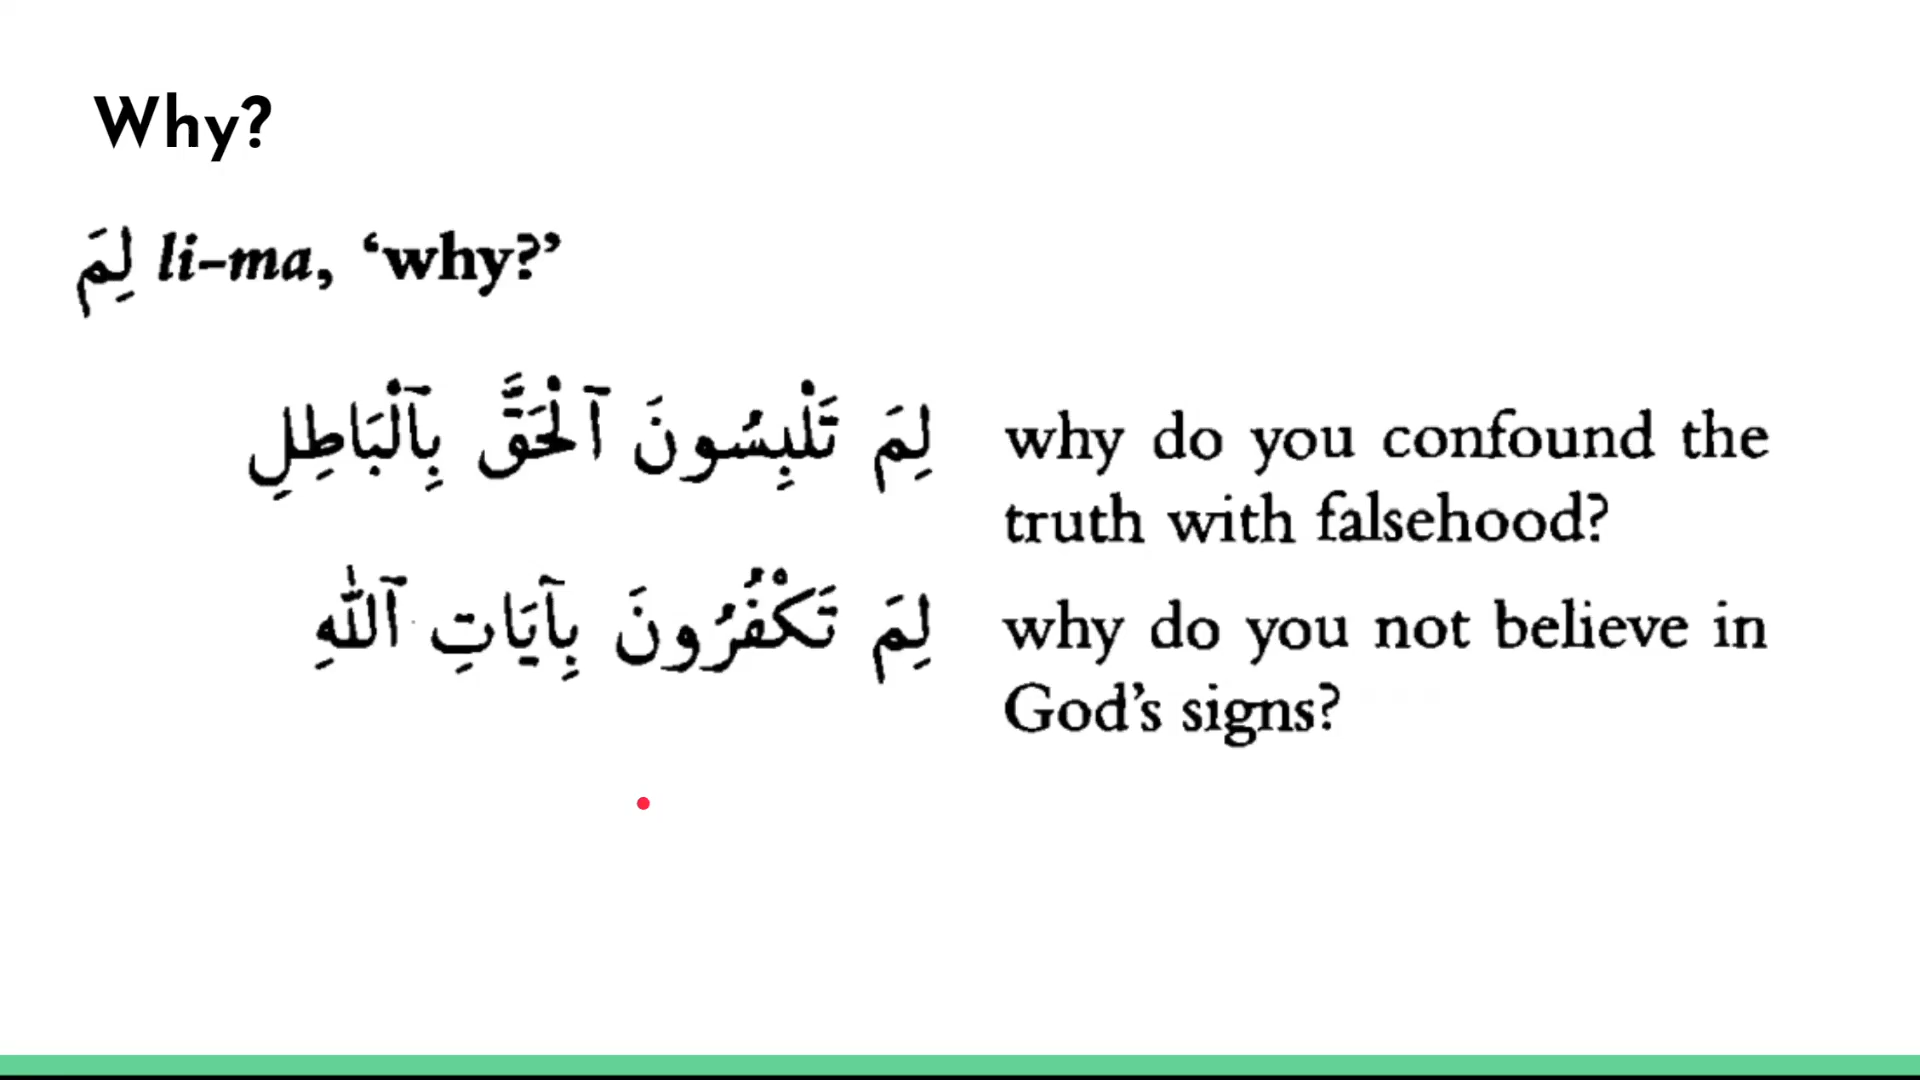 Why?
لِمَ li-ma, ‘why?’
لِمَ تَلْبِسُونَ ٱلْحَقَّ بِٱلْبَاطِلِ why do you confound the
truth with falsehood?
لِمَ تَكْفُرُونَ بِآيَاتِ ٱللّٰهِ why do you not believe in
God’s signs?